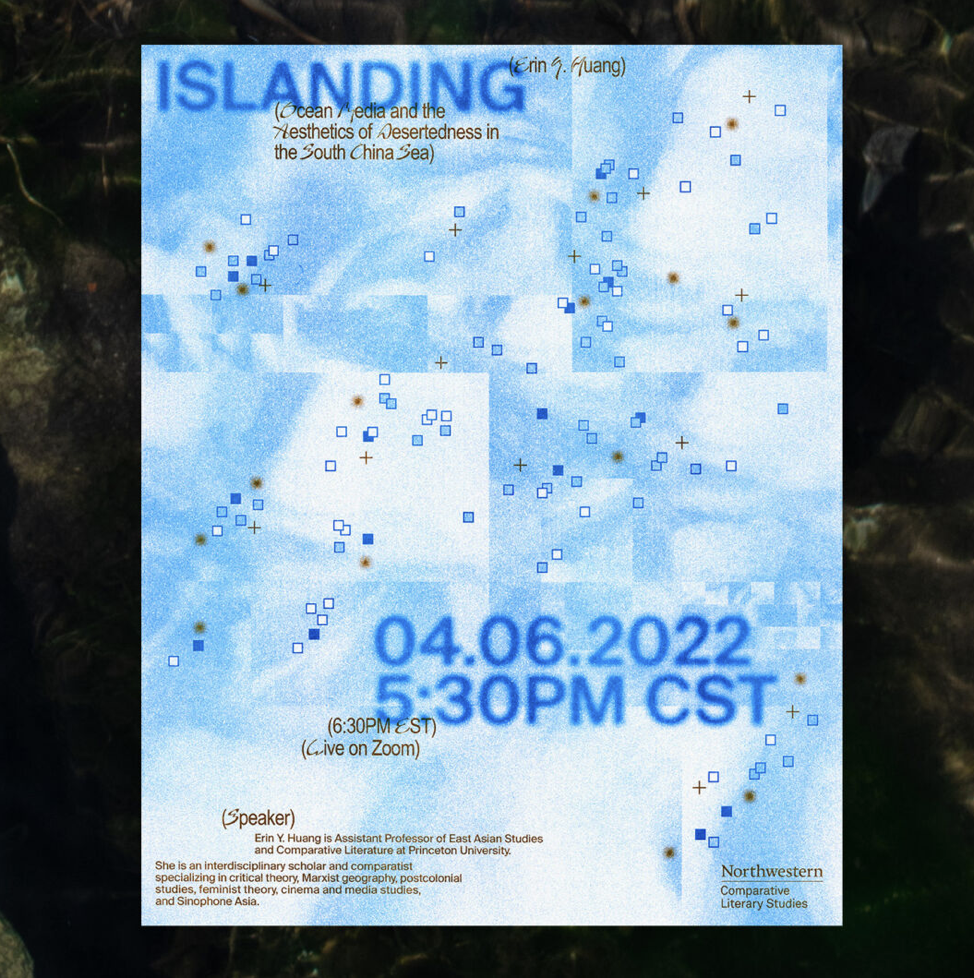 ISLANDING
(Erin Y. Huang)
(Ocean Media and the
Aesthetics of Desertedness in
the South China Sea)
04.06.2022
5:30PM CST
(6:30PM EST)
(Live on Zoom)
(Speaker)
Erin Y. Huang is Assistant Professor of East Asian Studies
and Comparative Literature at Princeton University.
She is an interdisciplinary scholar and comparatist
specializing in critical theory, Marxist geography, postcolonial
studies, feminist theory, cinema and media studies,
and Sinophone Asia.
Northwestern
Comparative
Literary Studies